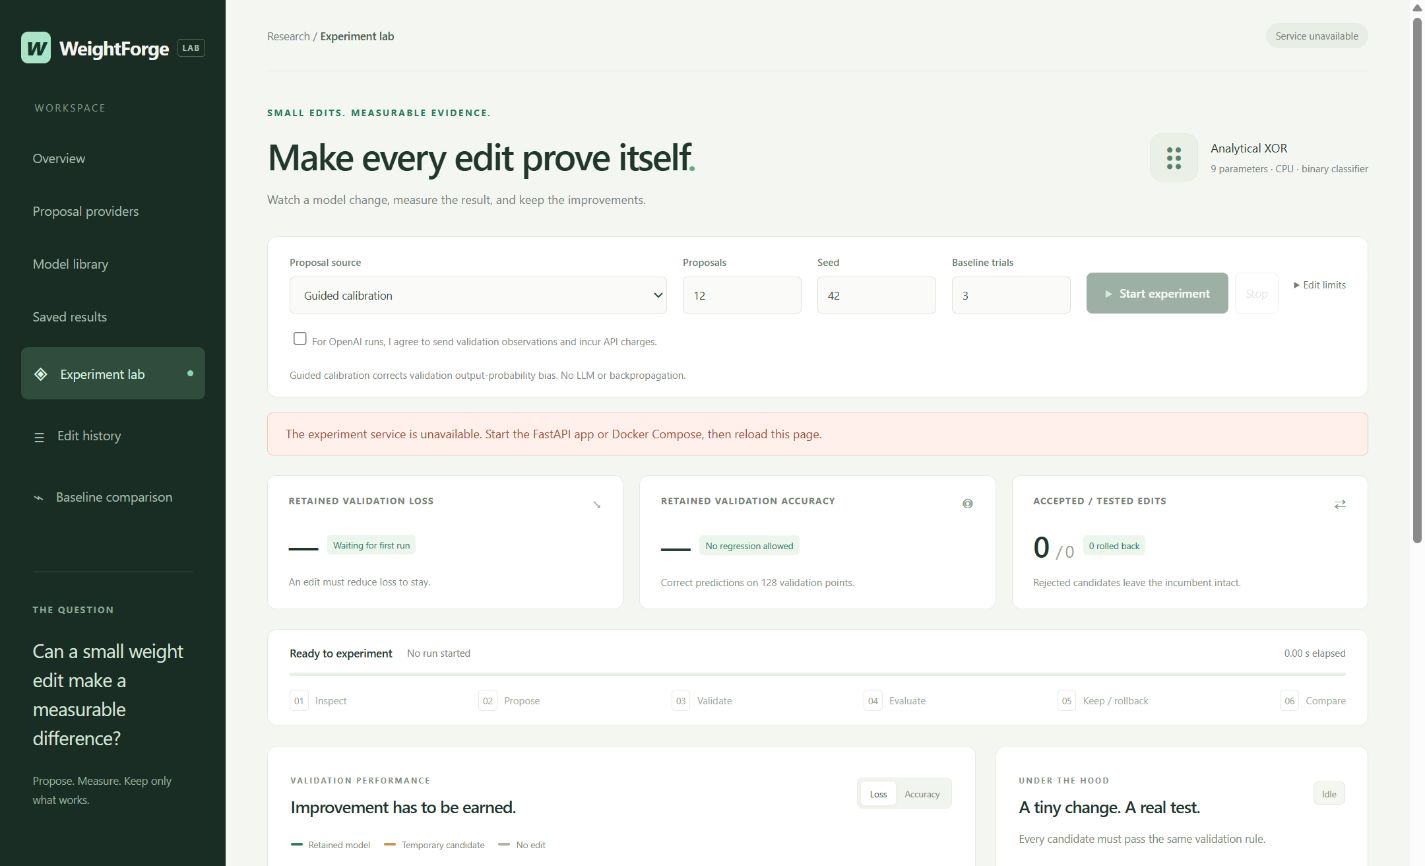 W WeightForge LAB
WORKSPACE
Overview
Proposal providers
Model library
Saved results
Experiment lab
Edit history
Baseline comparison
THE QUESTION
Can a small weight
edit make a
measurable
difference?
Propose. Measure. Keep only
what works.
Research / Experiment lab
Service unavailable
SMALL EDITS. MEASURABLE EVIDENCE.
Make every edit prove itself.
Watch a model change, measure the result, and keep the improvements.
Analytical XOR
9 parameters · CPU · binary classifier
Proposal source
Guided calibration
Proposals
12
Seed
42
Baseline trials
3
Start experiment
Stop
Edit limits
For OpenAI runs, I agree to send validation observations and incur API charges.
Guided calibration corrects validation output-probability bias. No LLM or backpropagation.
The experiment service is unavailable. Start the FastAPI app or Docker Compose, then reload this page.
RETAINED VALIDATION LOSS
— Waiting for first run
An edit must reduce loss to stay.
RETAINED VALIDATION ACCURACY
— No regression allowed
Correct predictions on 128 validation points.
ACCEPTED / TESTED EDITS
0 / 0 0 rolled back
Rejected candidates leave the incumbent intact.
Ready to experiment No run started
0.00 s elapsed
01 Inspect
02 Propose
03 Validate
04 Evaluate
05 Keep / rollback
06 Compare
VALIDATION PERFORMANCE
Improvement has to be earned.
Loss Accuracy
Retained model Temporary candidate No edit
UNDER THE HOOD
A tiny change. A real test.
Idle
Every candidate must pass the same validation rule.